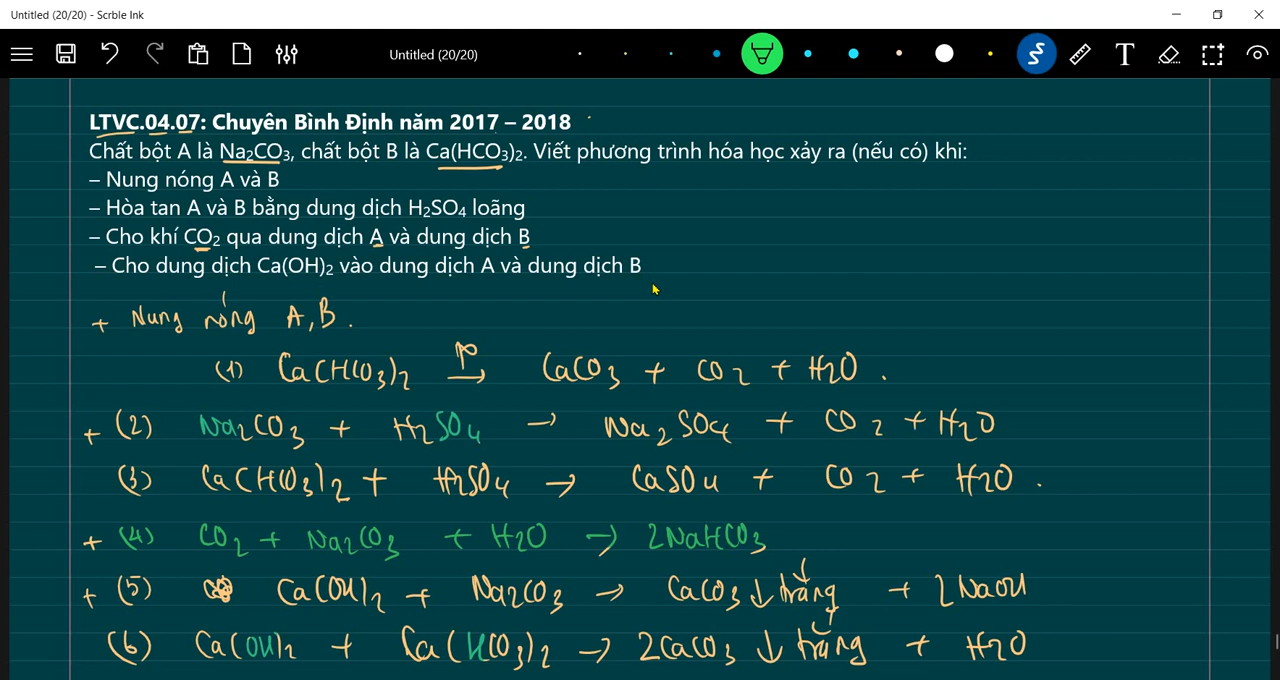 Untitled (20/20) - Scrble Ink
Untitled (20/20)
LTVC.04.07: Chuyên Bình Định năm 2017 – 2018
Chất bột A là Na₂CO₃, chất bột B là Ca(HCO₃)₂. Viết phương trình hóa học xảy ra (nếu có) khi:
– Nung nóng A và B
– Hòa tan A và B bằng dung dịch H₂SO₄ loãng
– Cho khí CO₂ qua dung dịch A và dung dịch B
– Cho dung dịch Ca(OH)₂ vào dung dịch A và dung dịch B
+ Nung nóng A, B.
(1) Ca(HCO₃)₂ → CaCO₃ + CO₂ + H₂O .
+ (2) Na₂CO₃ + H₂SO₄ → Na₂SO₄ + CO₂ + H₂O
(3) Ca(HCO₃)₂ + H₂SO₄ → CaSO₄ + CO₂ + H₂O .
+ (4) CO₂ + Na₂CO₃ + H₂O → 2NaHCO₃
+ (5) Ca(OH)₂ + Na₂CO₃ → CaCO₃ ↓ trắng + 2NaOH
(6) Ca(OH)₂ + Ca(HCO₃)₂ → 2CaCO₃ ↓ trắng + H₂O